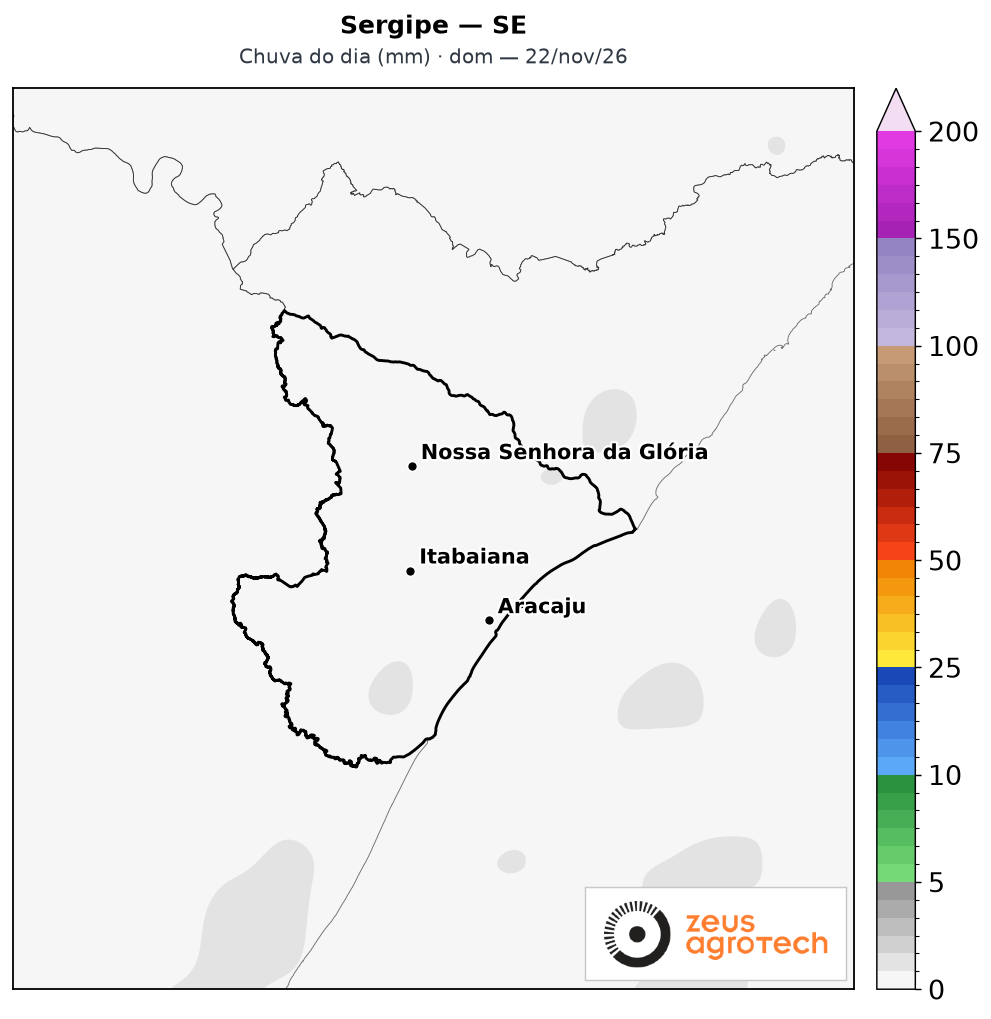 Sergipe — SE
Chuva do dia (mm) · dom — 22/nov/26
200
150
100
75
50
25
10
5
0
Nossa Senhora da Glória
Itabaiana
Aracaju
zeus
agrotech